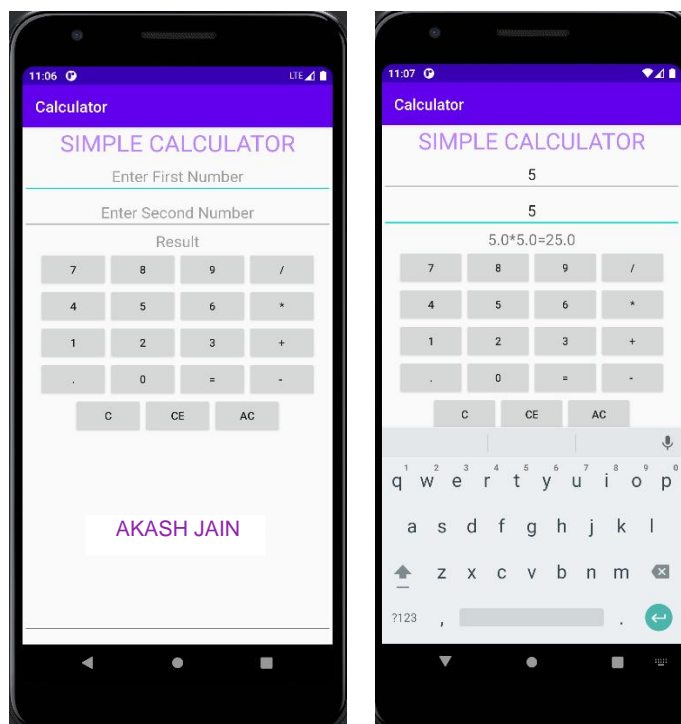 11:06
LTE
Calculator
SIMPLE CALCULATOR
Enter First Number
Enter Second Number
Result
7 8 9 /
4 5 6 *
1 2 3 +
. 0 = -
C CE AC
AKASH JAIN
11:07
Calculator
SIMPLE CALCULATOR
5
5
5.0*5.0=25.0
7 8 9 /
4 5 6 *
1 2 3 +
. 0 = -
C CE AC
1 2 3 4 5 6 7 8 9 0
q w e r t y u i o p
a s d f g h j k l
z x c v b n m
?123 , .